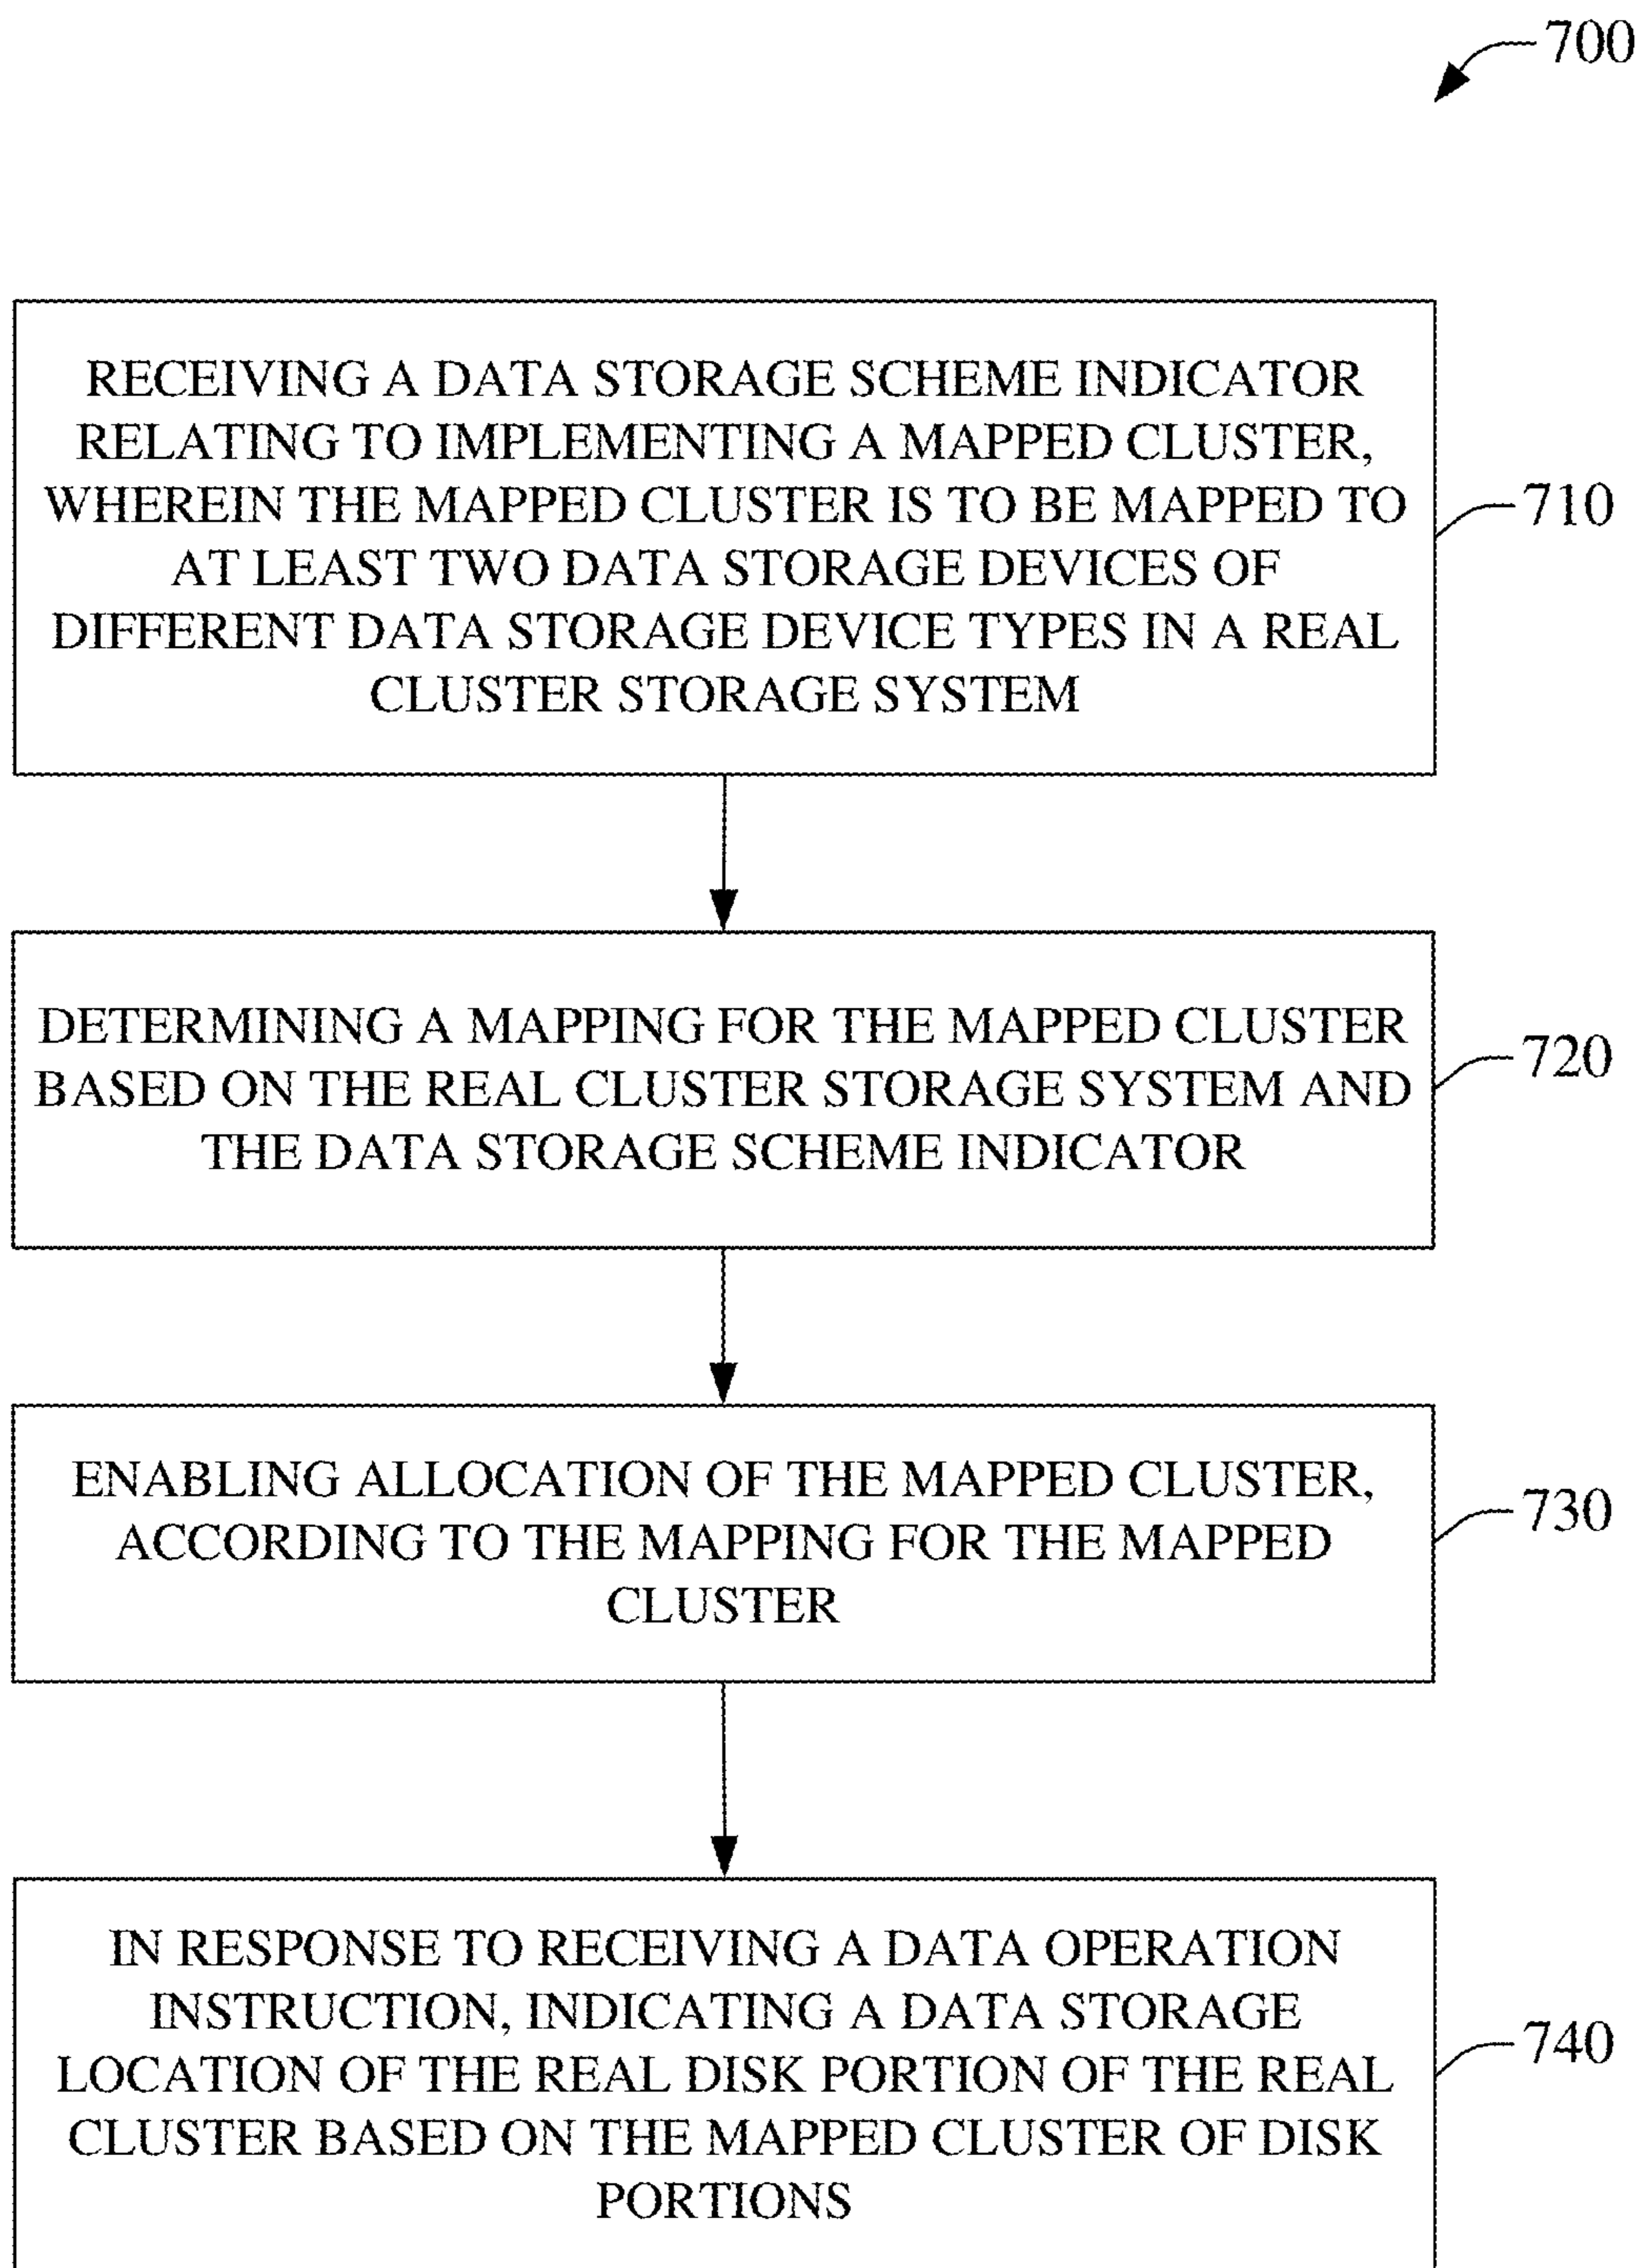 700
RECEIVING A DATA STORAGE SCHEME INDICATOR
RELATING TO IMPLEMENTING A MAPPED CLUSTER,
WHEREIN THE MAPPED CLUSTER IS TO BE MAPPED TO
AT LEAST TWO DATA STORAGE DEVICES OF
DIFFERENT DATA STORAGE DEVICE TYPES IN A REAL
CLUSTER STORAGE SYSTEM
710
DETERMINING A MAPPING FOR THE MAPPED CLUSTER
BASED ON THE REAL CLUSTER STORAGE SYSTEM AND
THE DATA STORAGE SCHEME INDICATOR
720
ENABLING ALLOCATION OF THE MAPPED CLUSTER,
ACCORDING TO THE MAPPING FOR THE MAPPED
CLUSTER
730
IN RESPONSE TO RECEIVING A DATA OPERATION
INSTRUCTION, INDICATING A DATA STORAGE
LOCATION OF THE REAL DISK PORTION OF THE REAL
CLUSTER BASED ON THE MAPPED CLUSTER OF DISK
PORTIONS
740